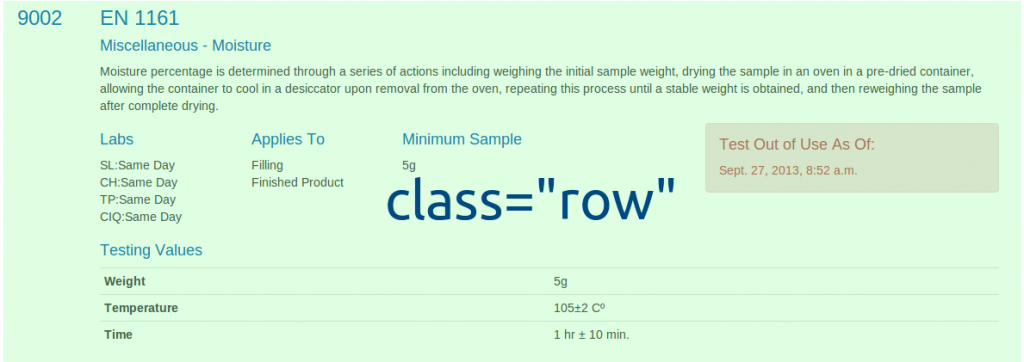 9002
EN 1161
Miscellaneous - Moisture
Moisture percentage is determined through a series of actions including weighing the initial sample weight, drying the sample in an oven in a pre-dried container,
allowing the container to cool in a desiccator upon removal from the oven, repeating this process until a stable weight is obtained, and then reweighing the sample
after complete drying.
Labs
SL:Same Day
CH:Same Day
TP:Same Day
CIQ:Same Day
Applies To
Filling
Finished Product
Minimum Sample
5g
class="row"
Test Out of Use As Of:
Sept. 27, 2013, 8:52 a.m.
Testing Values
Weight 5g
Temperature 105±2 Cº
Time 1 hr ± 10 min.